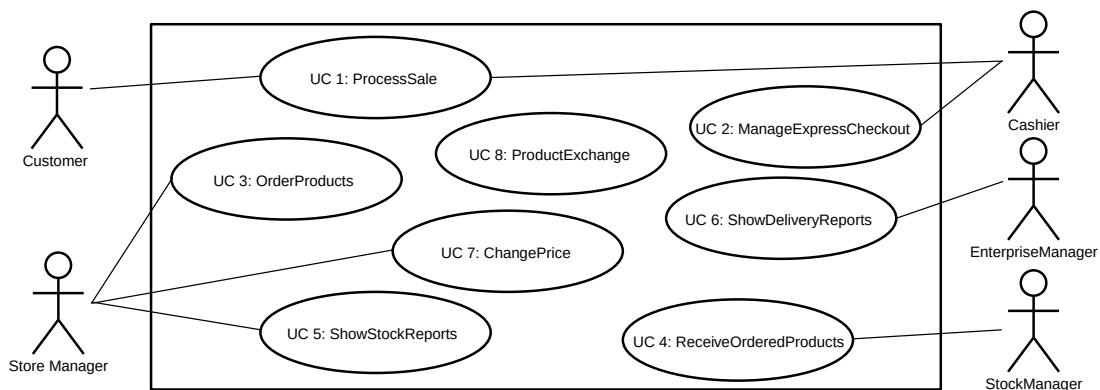 UC 1: ProcessSale
Cashier
UC 2: ManageExpressCheckout
Customer
UC 8: ProductExchange
UC 3: OrderProducts
UC 6: ShowDeliveryReports
EnterpriseManager
UC 7: ChangePrice
UC 5: ShowStockReports
UC 4: ReceiveOrderedProducts
Store Manager
StockManager